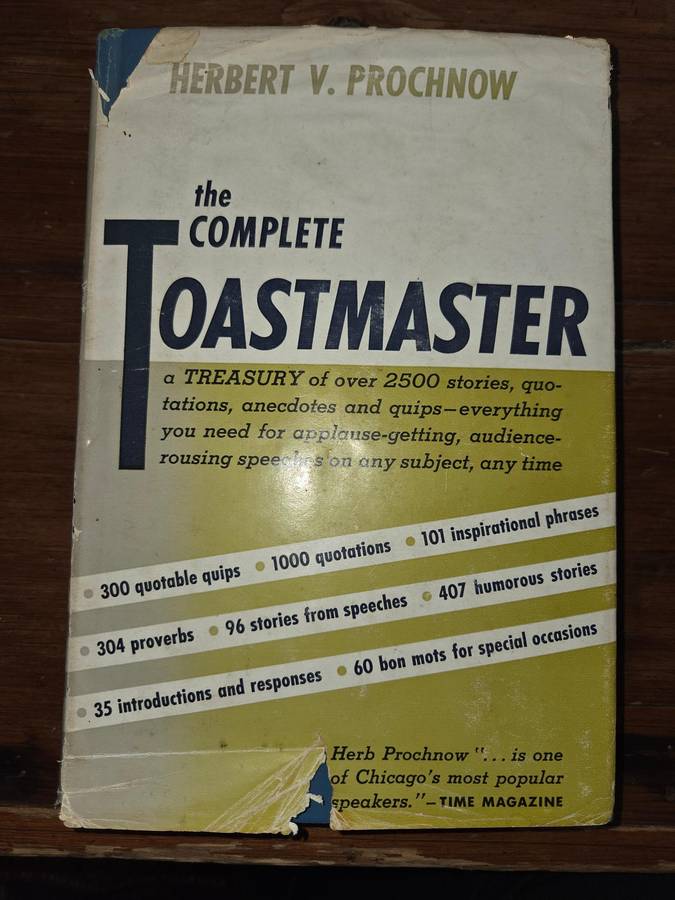 HERBERT V. PROCHNOW
the
COMPLETE
TOASTMASTER
a TREASURY of over 2500 stories, quo-
tations, anecdotes and quips—everything
you need for applause-getting, audience-
rousing speeches on any subject, any time
• 300 quotable quips • 1000 quotations • 101 inspirational phrases
• 304 proverbs • 96 stories from speeches • 407 humorous stories
• 35 introductions and responses • 60 bon mots for special occasions
Herb Prochnow "... is one
of Chicago's most popular
speakers."—TIME MAGAZINE